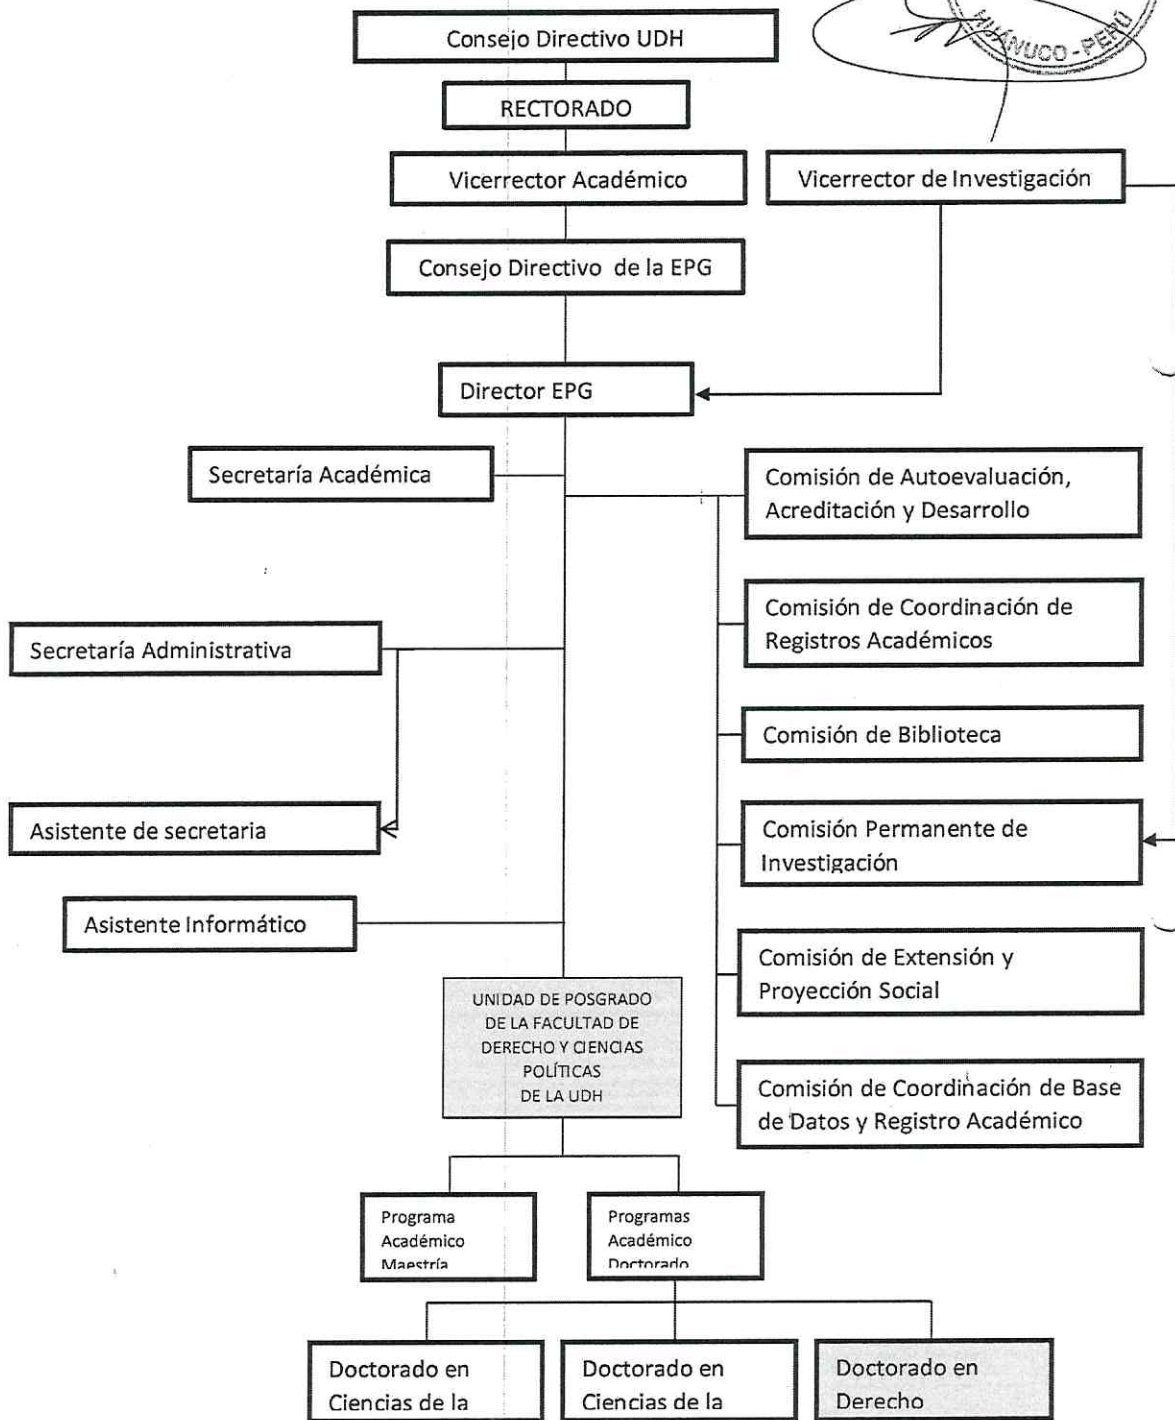 Consejo Directivo UDH
HUÁNUCO - PERÚ
RECTORADO
Vicerrector Académico
Vicerrector de Investigación
Consejo Directivo de la EPG
Director EPG
Secretaría Académica
Comisión de Autoevaluación,
Acreditación y Desarrollo
Comisión de Coordinación de
Registros Académicos
Secretaría Administrativa
Comisión de Biblioteca
Asistente de secretaria
Comisión Permanente de
Investigación
Asistente Informático
Comisión de Extensión y
Proyección Social
UNIDAD DE POSGRADO
DE LA FACULTAD DE
DERECHO Y CIENCIAS
POLÍTICAS
DE LA UDH
Comisión de Coordinación de Base
de Datos y Registro Académico
Programa
Académico
Maestría
Programas
Académico
Doctorado
Doctorado en
Ciencias de la
Doctorado en
Ciencias de la
Doctorado en
Derecho